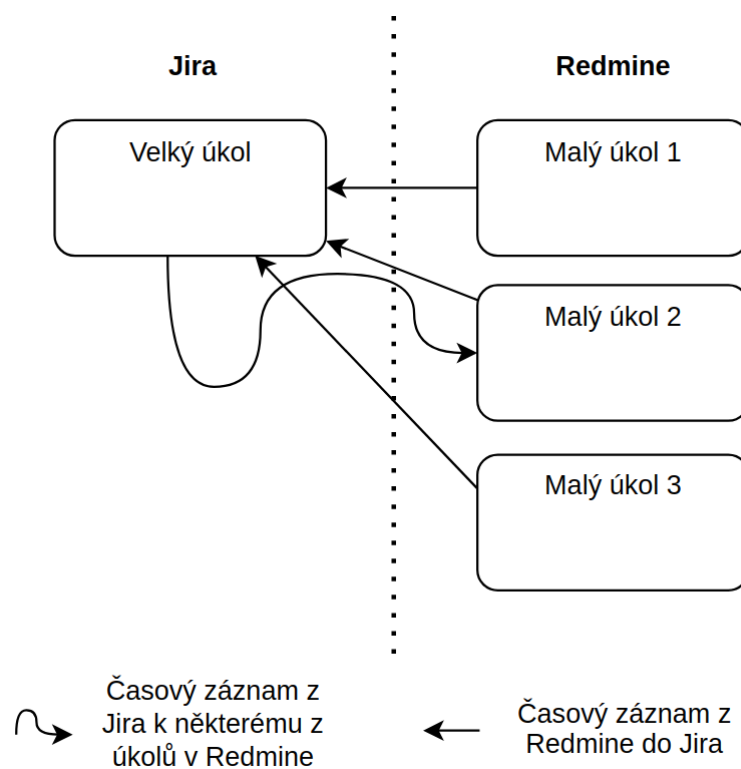 Jira
Redmine
Velký úkol
Malý úkol 1
Malý úkol 2
Malý úkol 3
Časový záznam z
Jira k některému z
úkolů v Redmine
Časový záznam z
Redmine do Jira